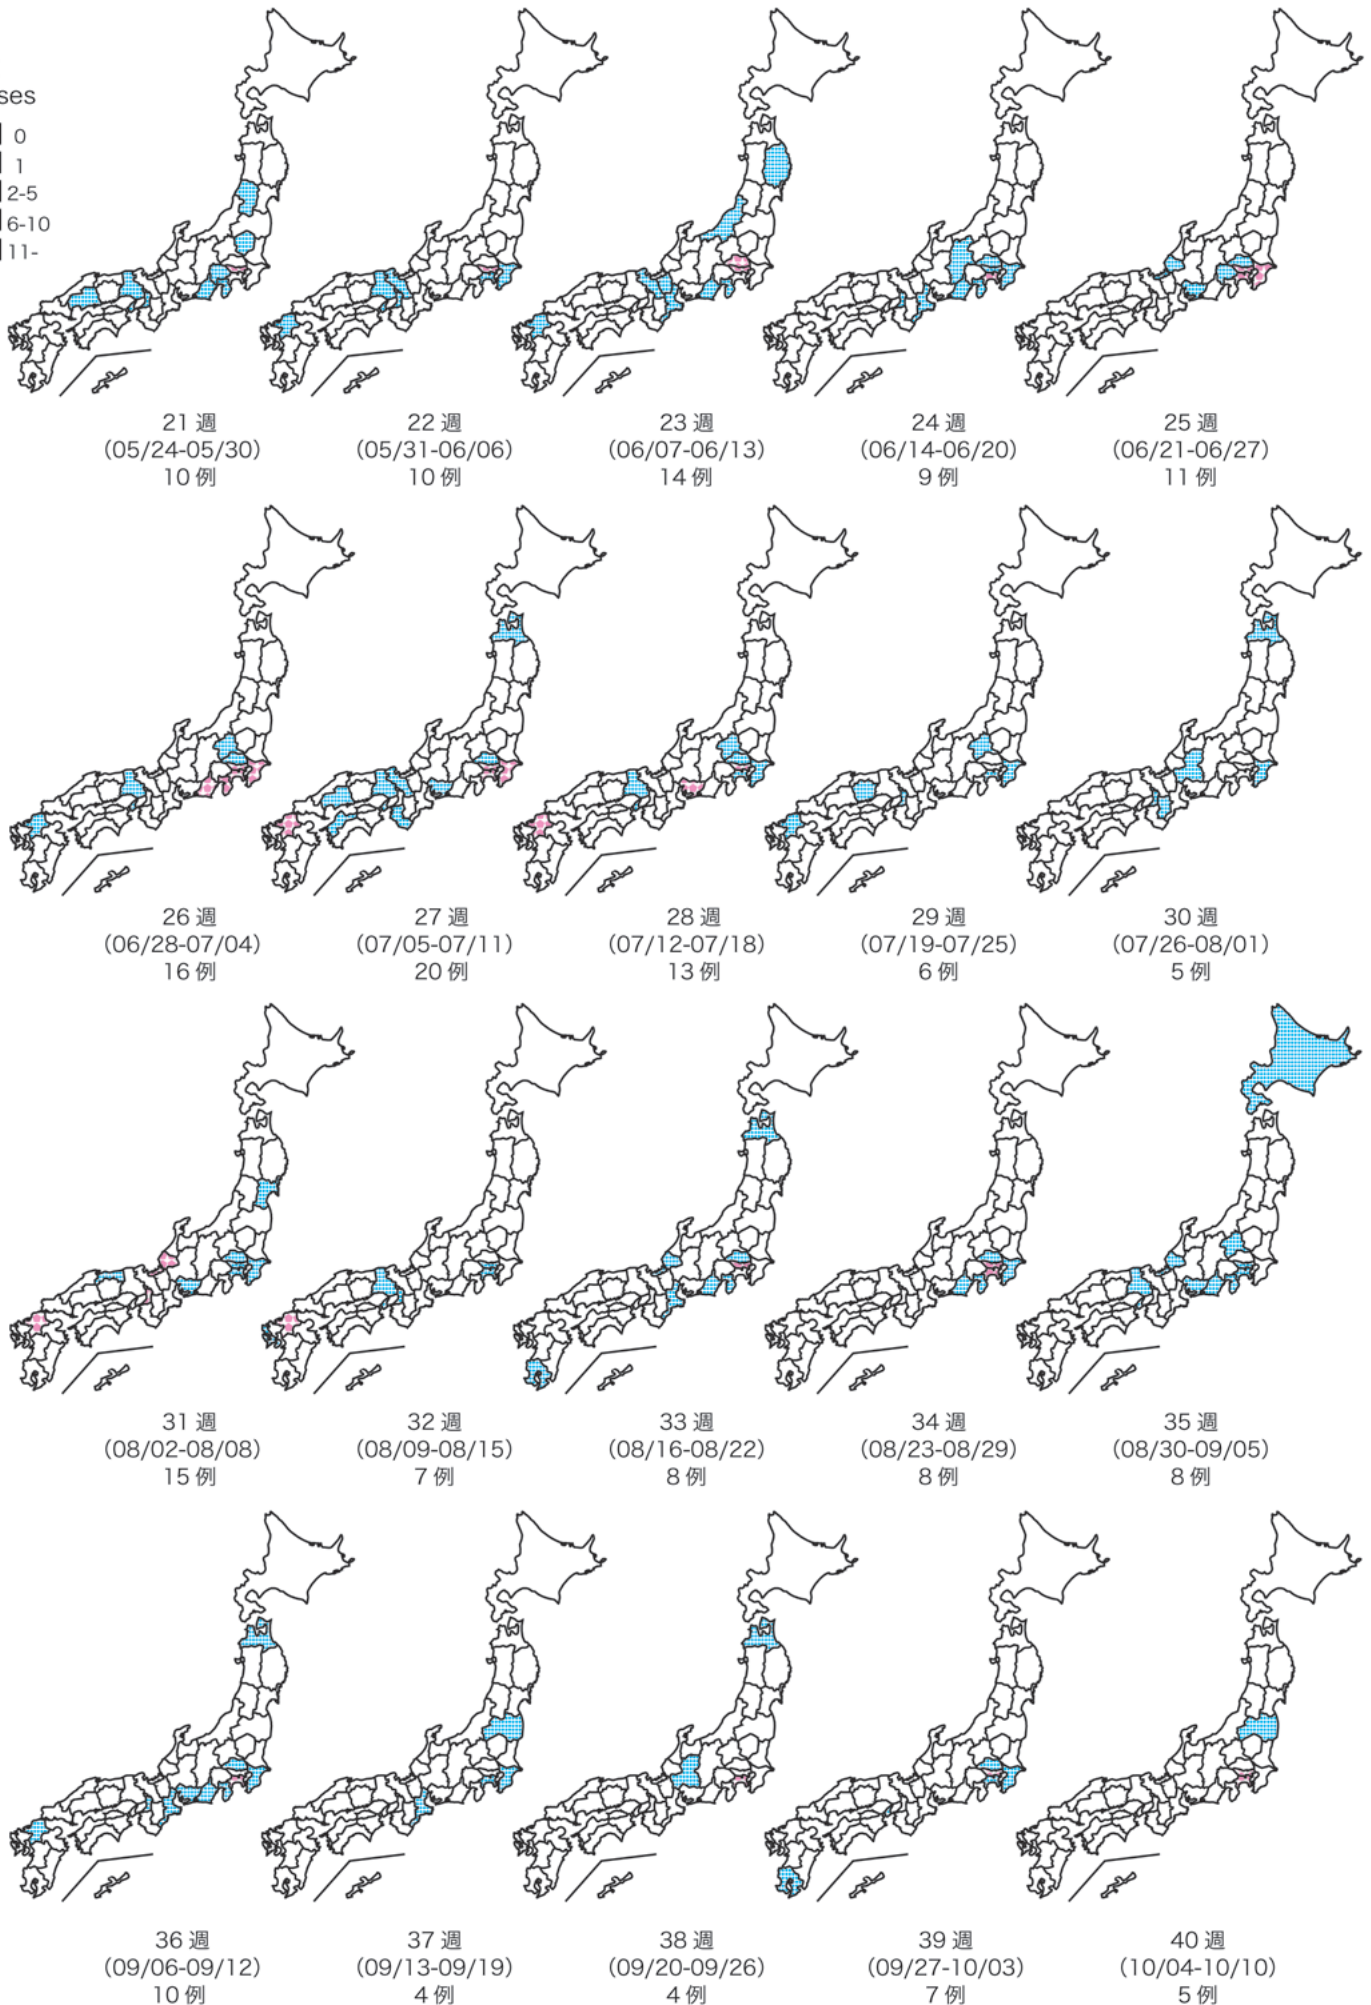 ses
0
1
2-5
6-10
11-
21 週
(05/24-05/30)
10 例
22 週
(05/31-06/06)
10 例
23 週
(06/07-06/13)
14 例
24 週
(06/14-06/20)
9 例
25 週
(06/21-06/27)
11 例
26 週
(06/28-07/04)
16 例
27 週
(07/05-07/11)
20 例
28 週
(07/12-07/18)
13 例
29 週
(07/19-07/25)
6 例
30 週
(07/26-08/01)
5 例
31 週
(08/02-08/08)
15 例
32 週
(08/09-08/15)
7 例
33 週
(08/16-08/22)
8 例
34 週
(08/23-08/29)
8 例
35 週
(08/30-09/05)
8 例
36 週
(09/06-09/12)
10 例
37 週
(09/13-09/19)
4 例
38 週
(09/20-09/26)
4 例
39 週
(09/27-10/03)
7 例
40 週
(10/04-10/10)
5 例